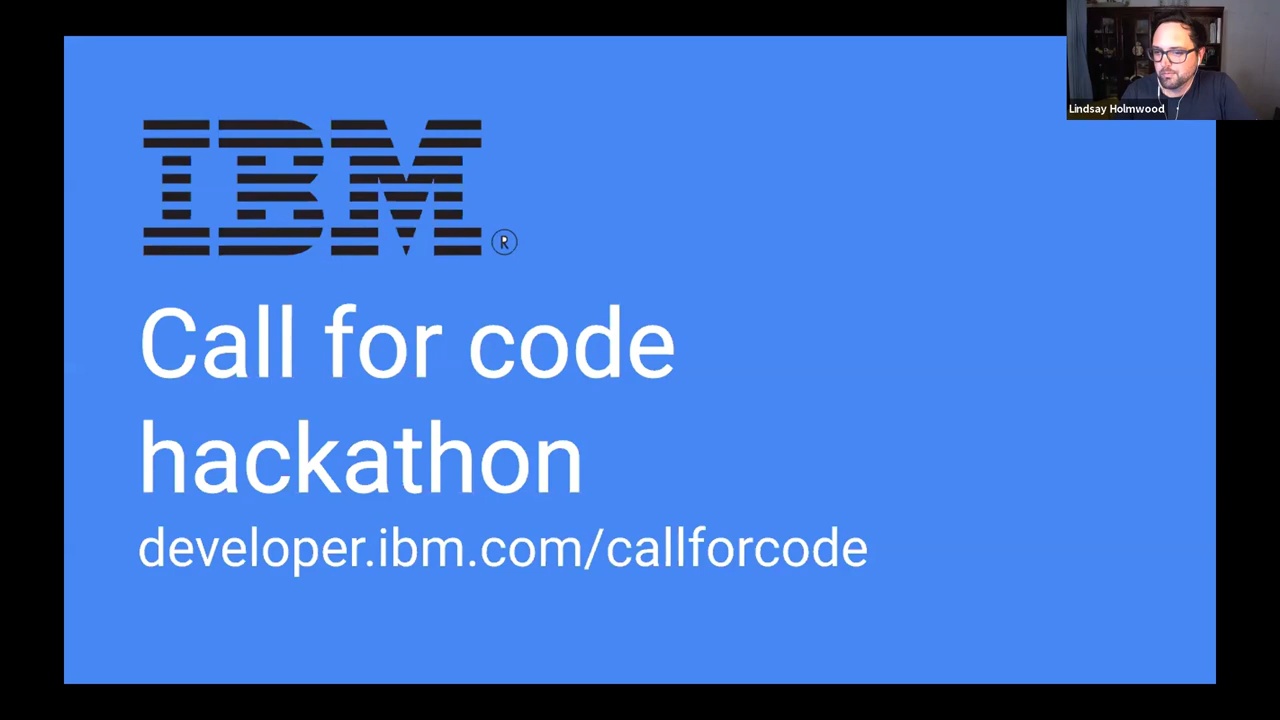 Lindsay Holmwood
IBM®
Call for code
hackathon
developer.ibm.com/callforcode